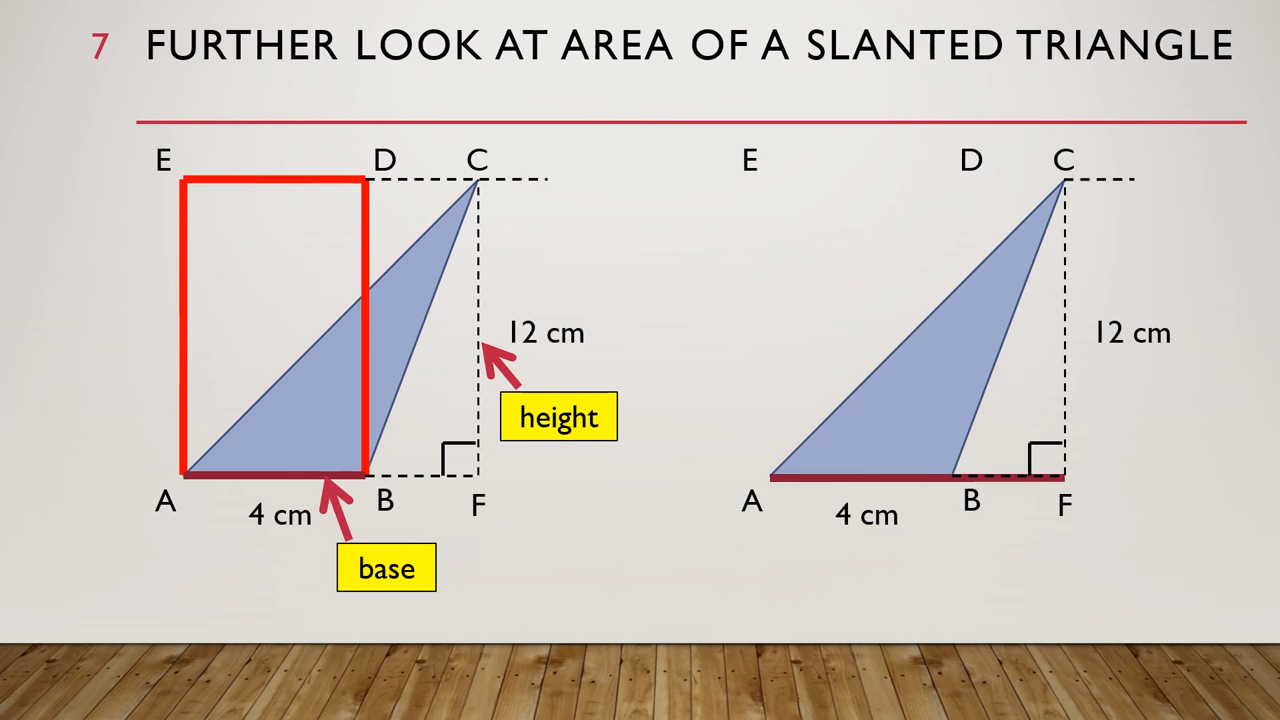 7 FURTHER LOOK AT AREA OF A SLANTED TRIANGLE
E D C
12 cm
height
A B F
4 cm
base
E D C
12 cm
A B F
4 cm